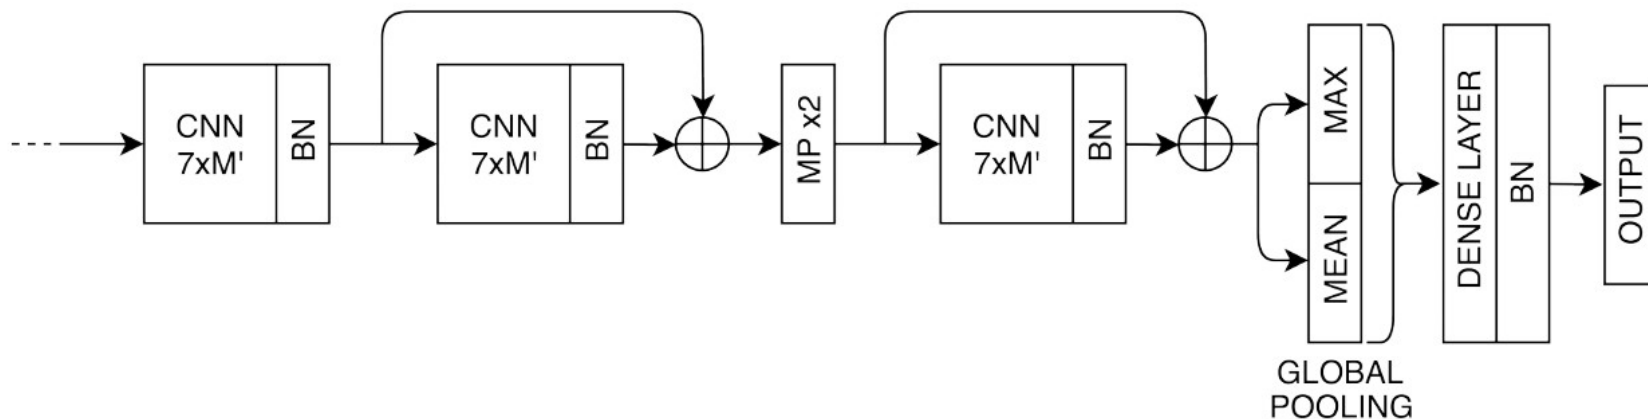 CNN
7xM'
BN
CNN
7xM'
BN
MP x2
CNN
7xM'
BN
MAX
MEAN
GLOBAL
POOLING
DENSE LAYER
BN
OUTPUT